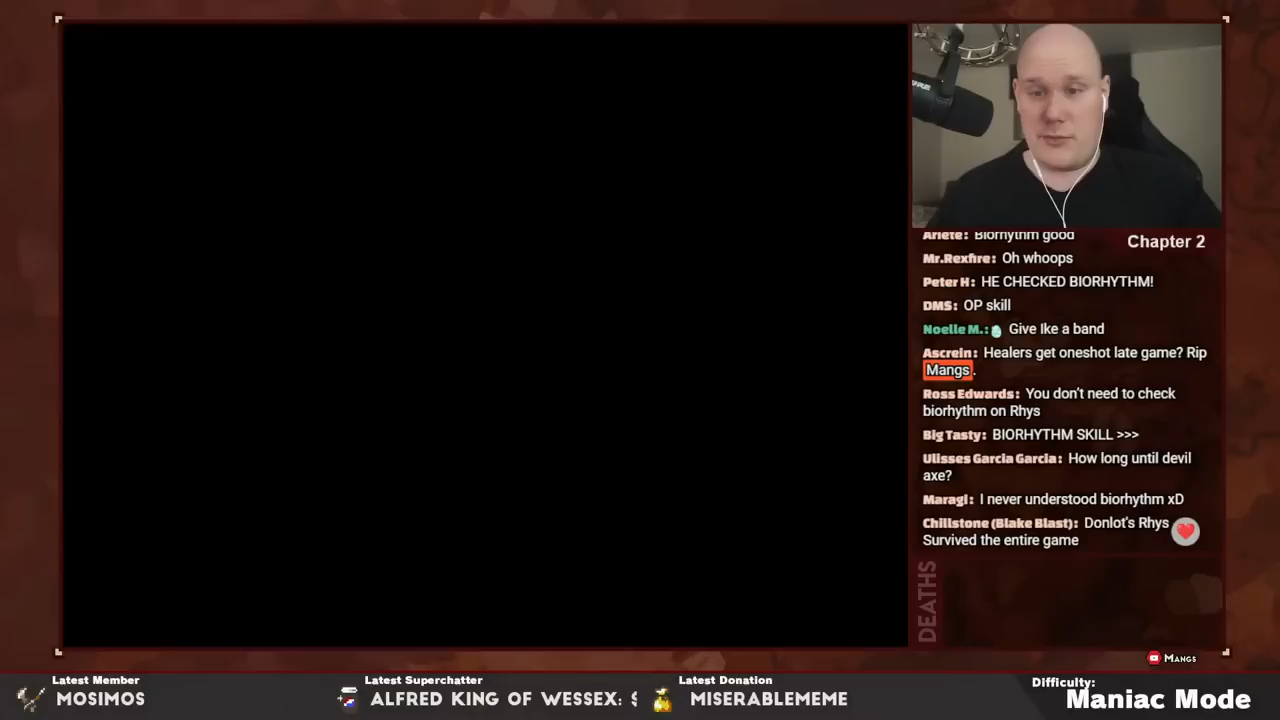 Ariete: Biorhythm good
Chapter 2
Mr.Rexfire: Oh whoops
Peter H: HE CHECKED BIORHYTHM!
DMS: OP skill
Noelle M.: Give Ike a band
Ascrein: Healers get oneshot late game? Rip
Mangs.
Ross Edwards: You don't need to check
biorhythm on Rhys
Big Tasty: BIORHYTHM SKILL >>>
Ulisses Garcia Garcia: How long until devil
axe?
Maragi: I never understood biorhythm xD
Chillstone (Blake Blast): Donlot's Rhys
Survived the entire game
DEATHS
Mangs
Latest Member
MOSIMOS
Latest Superchatter
ALFRED KING OF WESSEX: $
Latest Donation
MISERABLEMEME
Difficulty:
Maniac Mode